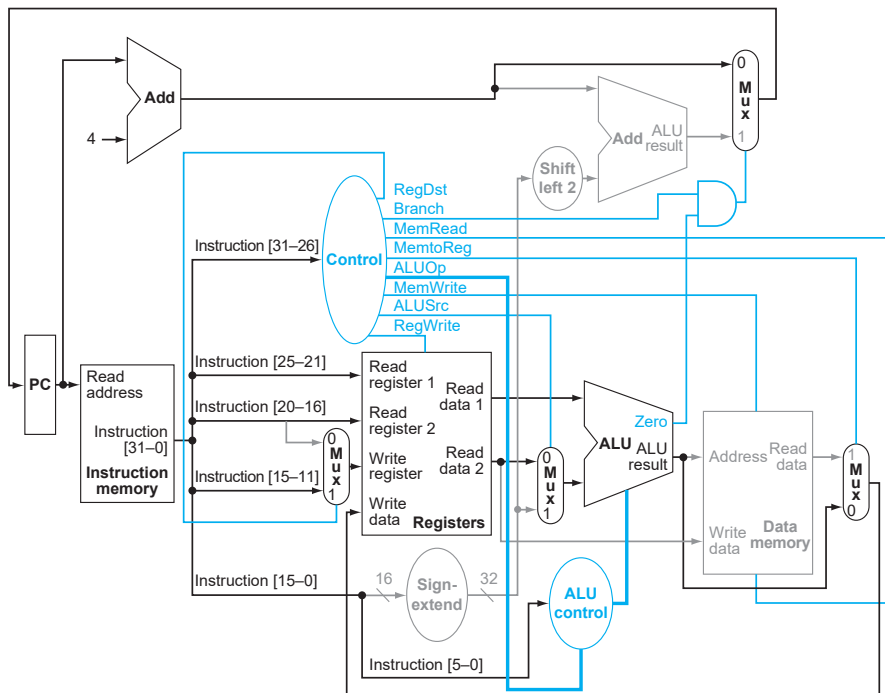 0
M
u
x
1
Add
ALU
Add result
4
Shift
left 2
RegDst
Branch
MemRead
MemtoReg
ALUOp
MemWrite
ALUSrc
RegWrite
Instruction [31–26]
Control
PC
Read
address
Instruction
[31–0]
Instruction
memory
Instruction [25–21]
Instruction [20–16]
Instruction [15–11]
0
M
u
x
1
Read
register 1
Read
register 2
Write
register
Write
data
Read
data 1
Read
data 2
Registers
0
M
u
x
1
Zero
ALU ALU
result
Address
Read
data
Write
data
Data
memory
1
M
u
x
0
Instruction [15–0]
16
Sign-
extend
32
ALU
control
Instruction [5–0]